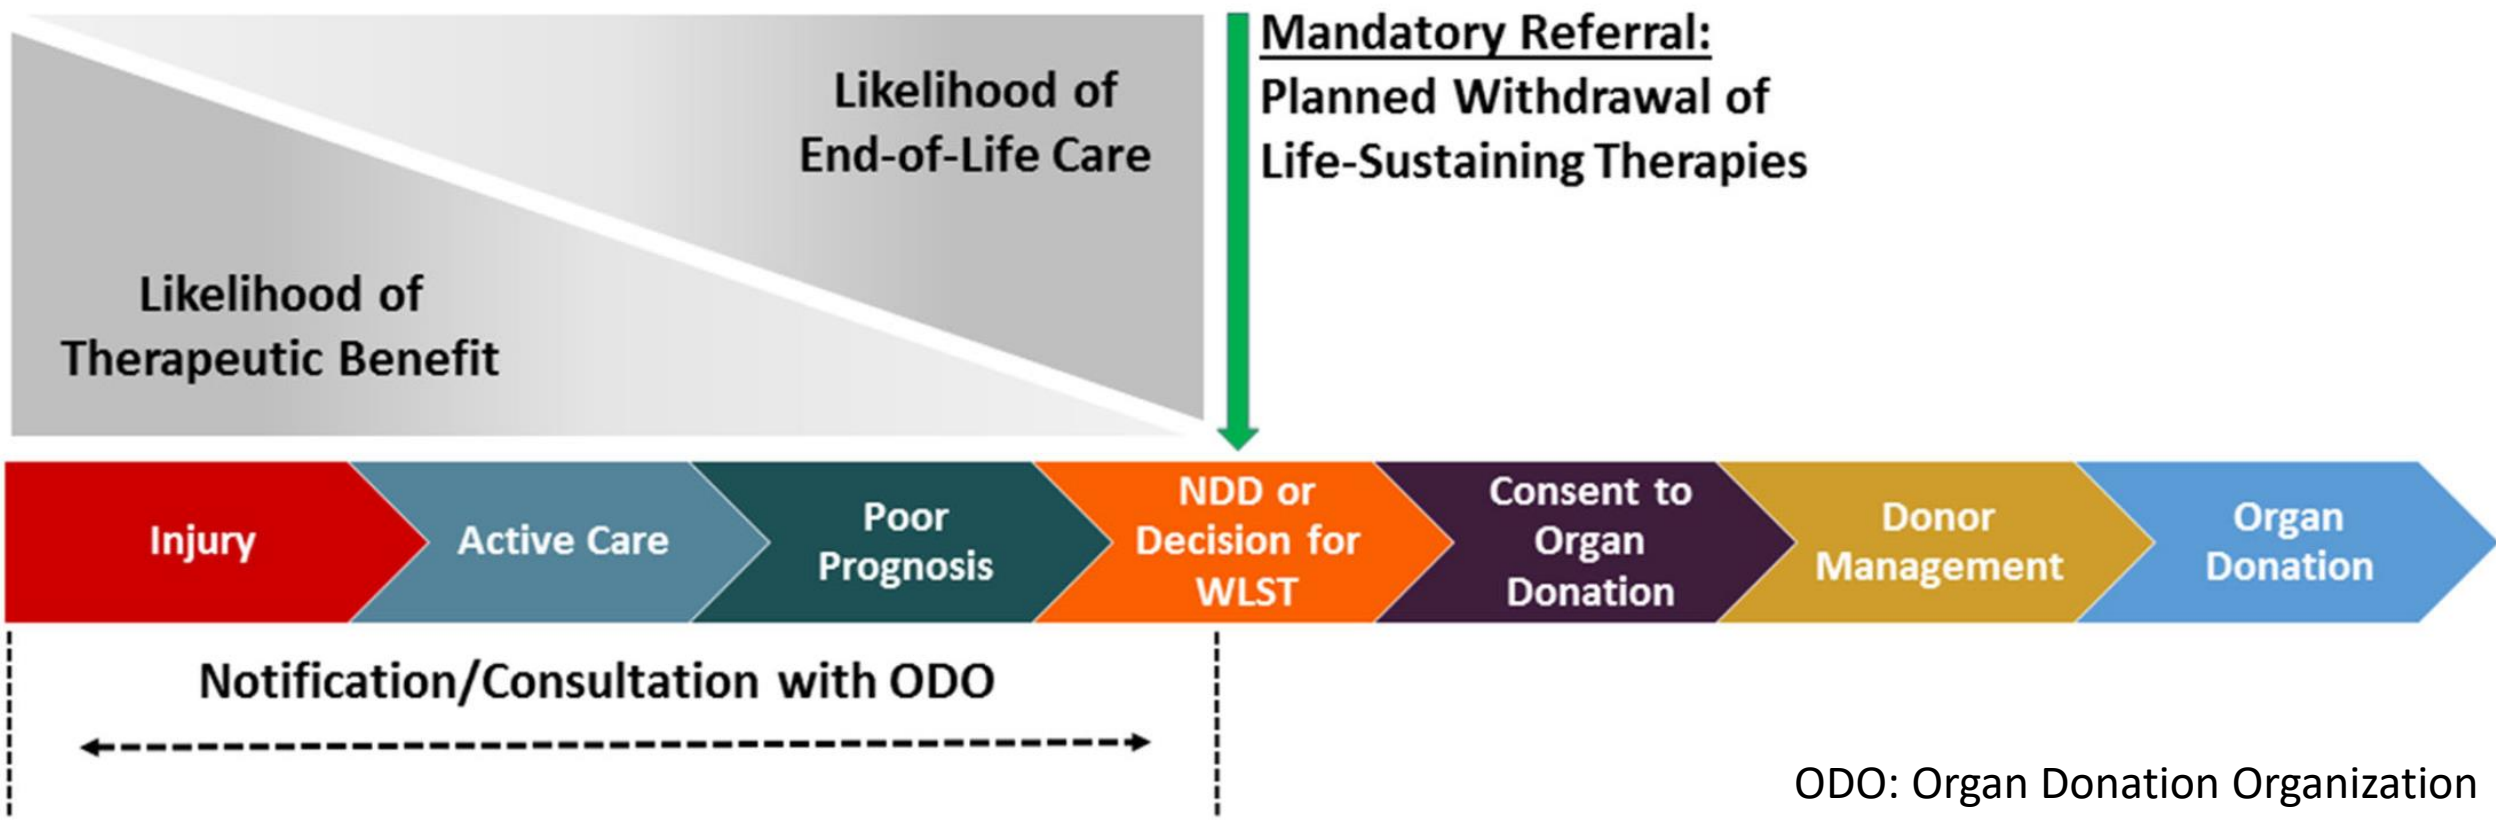 Mandatory Referral:
Planned Withdrawal of
Life-Sustaining Therapies
Likelihood of
End-of-Life Care
Likelihood of
Therapeutic Benefit
Injury
Active Care
Poor
Prognosis
NDD or
Decision for
WLST
Consent to
Organ
Donation
Donor
Management
Organ
Donation
Notification/Consultation with ODO
ODO: Organ Donation Organization